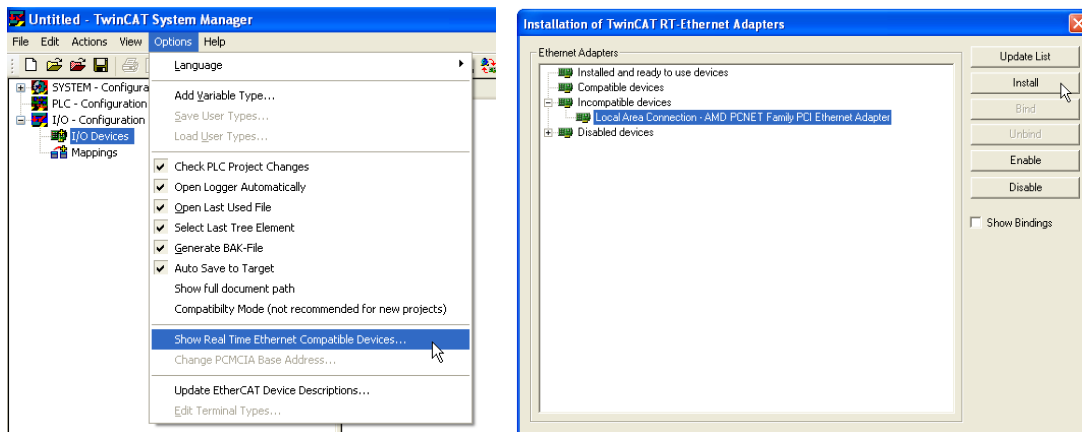 Untitled - TwinCAT System Manager
File Edit Actions View Options Help
SYSTEM - Configura
PLC - Configuration
I/O - Configuration
I/O Devices
Mappings
Language
Add Variable Type...
Save User Types...
Load User Types...
Check PLC Project Changes
Open Logger Automatically
Open Last Used File
Select Last Tree Element
Generate BAK-File
Auto Save to Target
Show full document path
Compatibilty Mode (not recommended for new projects)
Show Real Time Ethernet Compatible Devices...
Change PCMCIA Base Address...
Update EtherCAT Device Descriptions...
Edit Terminal Types...
Installation of TwinCAT RT-Ethernet Adapters
Ethernet Adapters
Installed and ready to use devices
Compatible devices
Incompatible devices
Local Area Connection - AMD PCNET Family PCI Ethernet Adapter
Disabled devices
Update List
Install
Bind
Unbind
Enable
Disable
Show Bindings